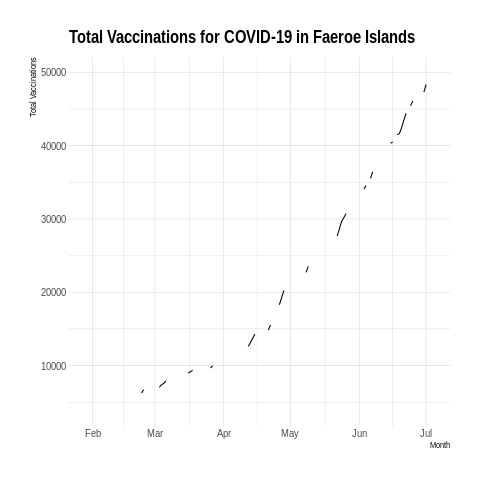 Total Vaccinations for COVID-19 in Faeroe Islands
Total Vaccinations
50000
40000
30000
20000
10000
Feb Mar Apr May Jun Jul
Month